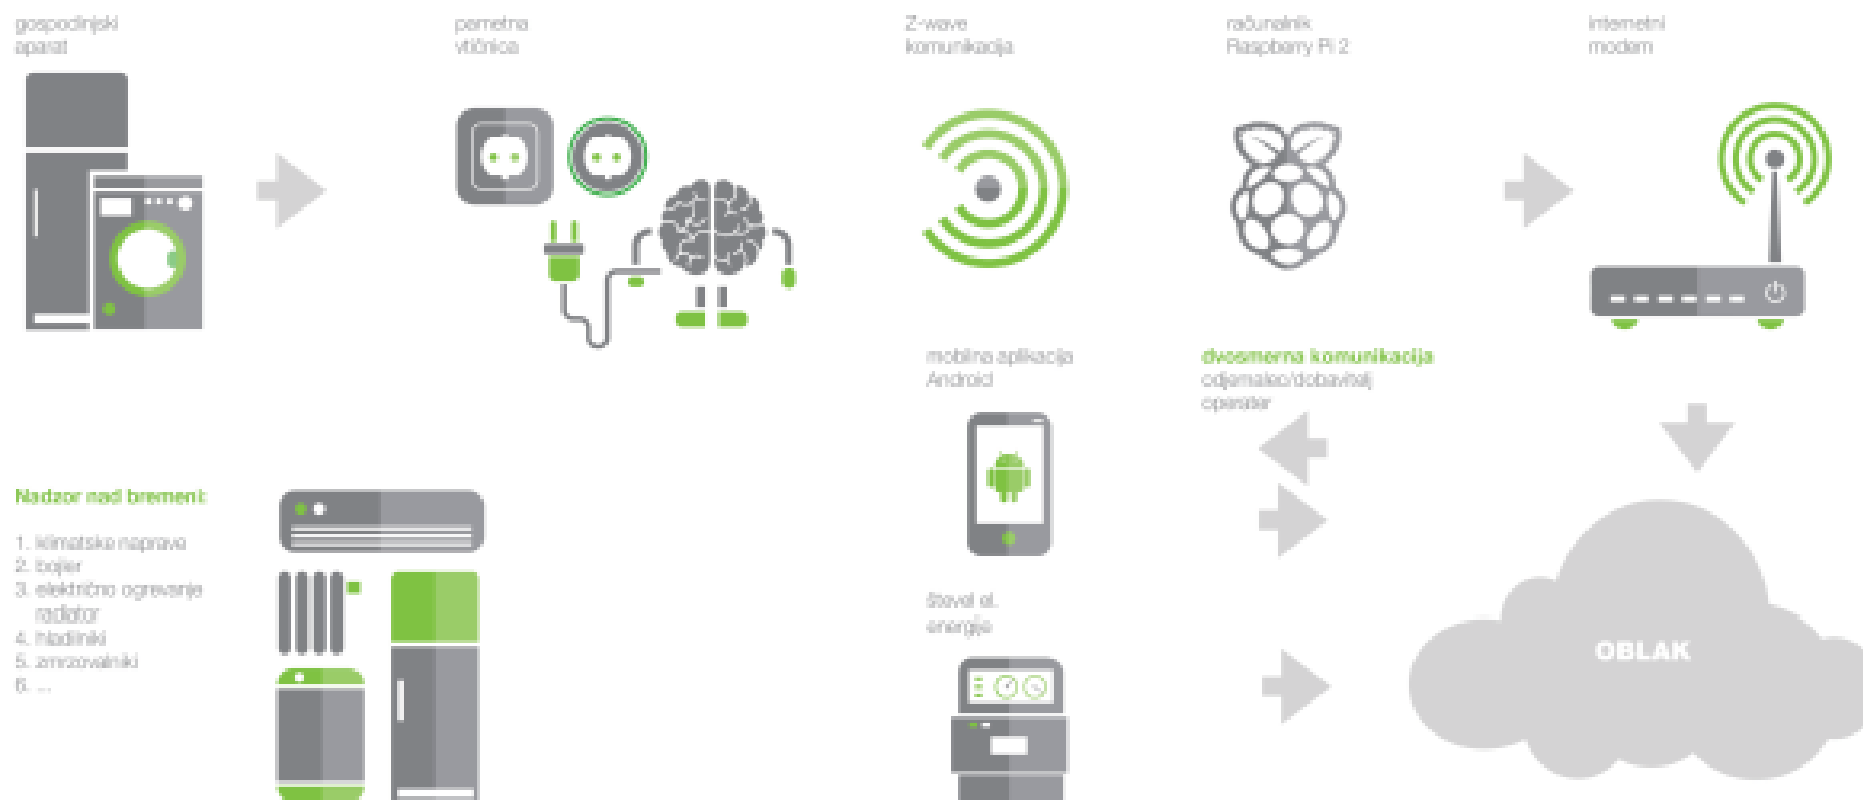 gospodinjski
aparat
pametna
vtičnica
Z-wave
komunikacija
računalnik
Raspberry Pi 2
internetni
modem
mobilna aplikacija
Android
dvosmerna komunikacija
odjemalec/dobavitelj
operater
Nadzor nad bremeni:
1. klimatske naprave
2. bojler
3. električno ogrevanje
radiator
4. hladilniki
5. zmrzovalniki
6. ...
števel el.
energije
OBLAK